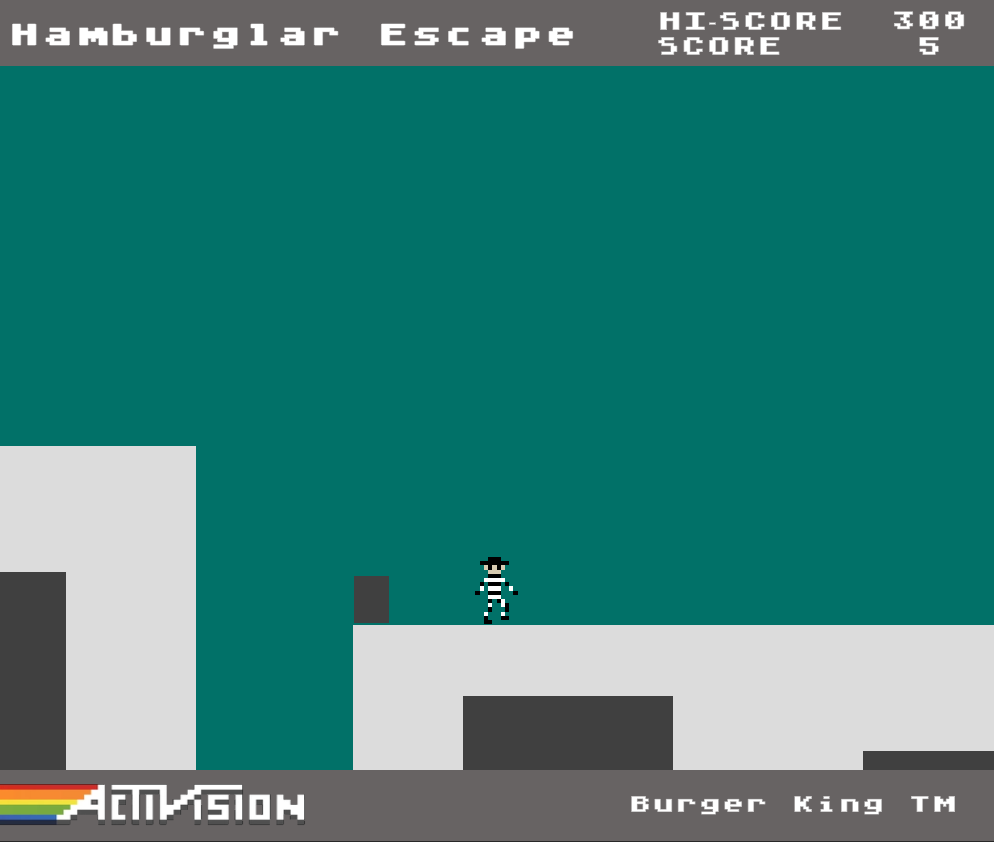 Hamburglar Escape
HI-SCORE 300
SCORE 5
ACTIVISION
Burger King TM